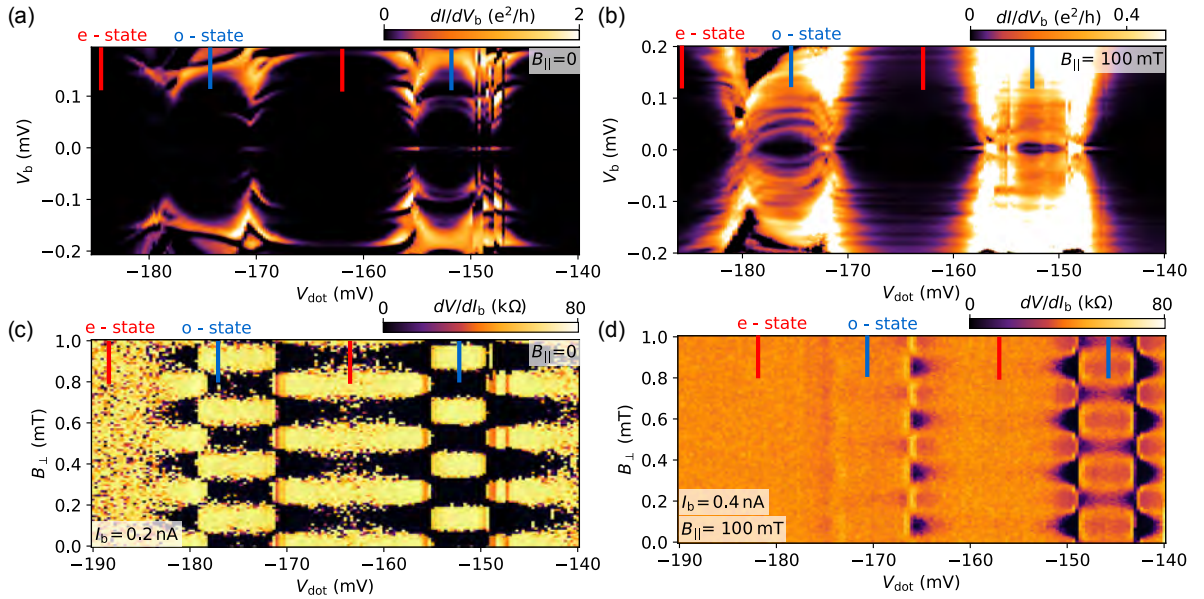 (a)
dI/dV_b (e²/h)
0 2
e - state o - state
B_||=0
V_b (mV)
0.1
0.0
−0.1
−0.2
−180 −170 −160 −150 −140
V_dot (mV)
(b)
dI/dV_b (e²/h)
0 0.4
e - state o - state
B_||= 100 mT
V_b (mV)
0.2
0.1
0.0
−0.1
−0.2
−180 −170 −160 −150 −140
V_dot (mV)
(c)
dV/dI_b (kΩ)
0 80
e - state o - state
B_||=0
B_⊥ (mT)
1.0
0.8
0.6
0.4
0.2
0.0
I_b=0.2 nA
−190 −180 −170 −160 −150 −140
V_dot (mV)
(d)
dV/dI_b (kΩ)
0 80
e - state o - state
B_⊥ (mT)
1.0
0.8
0.6
0.4
0.2
0.0
I_b=0.4 nA
B_||= 100 mT
−190 −180 −170 −160 −150 −140
V_dot (mV)